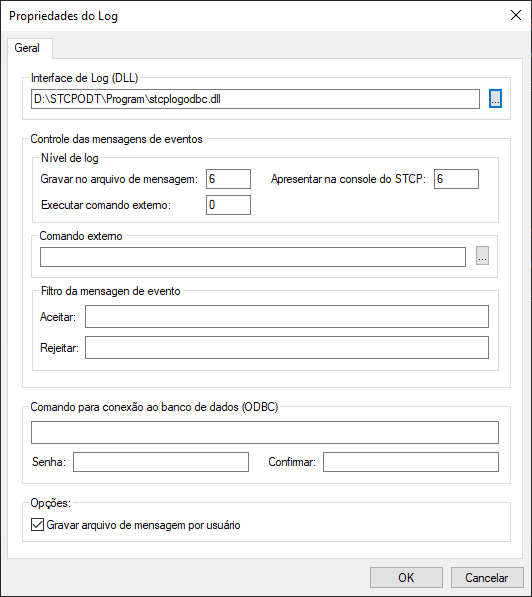 Propriedades do Log
Geral
Interface de Log (DLL)
D:\STCPODT\Program\stcplogodbc.dll
...
Controle das mensagens de eventos
Nível de log
Gravar no arquivo de mensagem: 6 Apresentar na console do STCP: 6
Executar comando externo: 0
Comando externo
...
Filtro da mensagen de evento
Aceitar:
Rejeitar:
Comando para conexão ao banco de dados (ODBC)
Senha: Confirmar:
Opções:
Gravar arquivo de mensagem por usuário
OK Cancelar